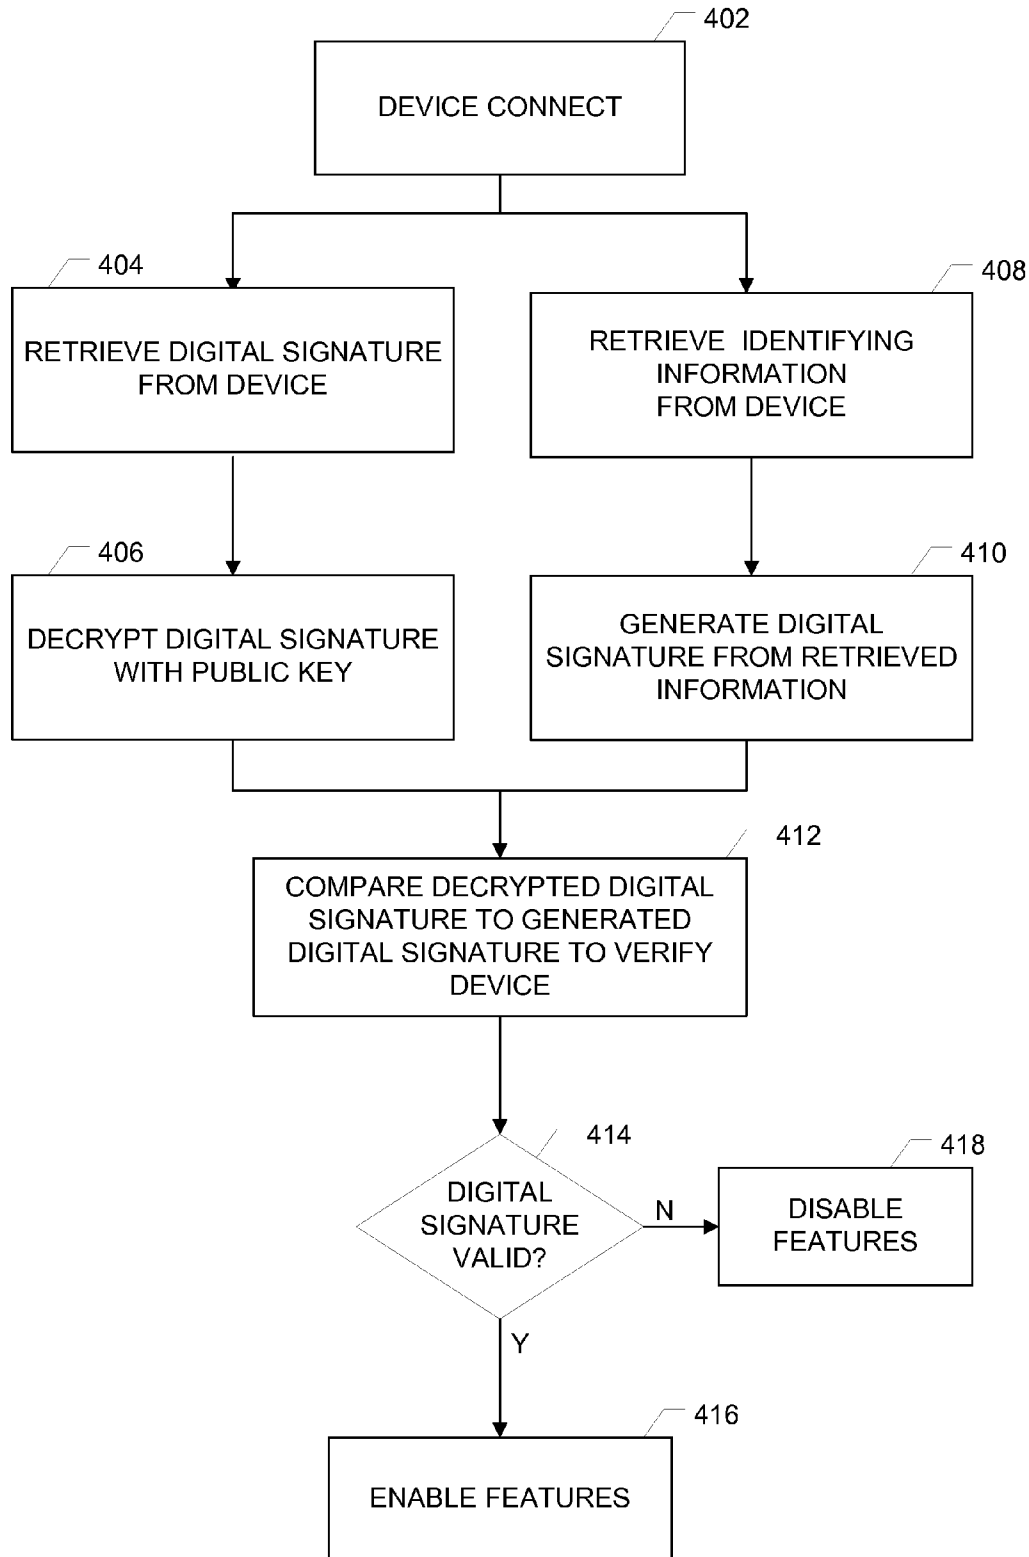 402
DEVICE CONNECT
404
408
RETRIEVE DIGITAL SIGNATURE
FROM DEVICE
RETRIEVE IDENTIFYING
INFORMATION
FROM DEVICE
406
410
DECRYPT DIGITAL SIGNATURE
WITH PUBLIC KEY
GENERATE DIGITAL
SIGNATURE FROM RETRIEVED
INFORMATION
412
COMPARE DECRYPTED DIGITAL
SIGNATURE TO GENERATED
DIGITAL SIGNATURE TO VERIFY
DEVICE
414
DIGITAL
SIGNATURE
VALID?
N
418
DISABLE
FEATURES
Y
416
ENABLE FEATURES